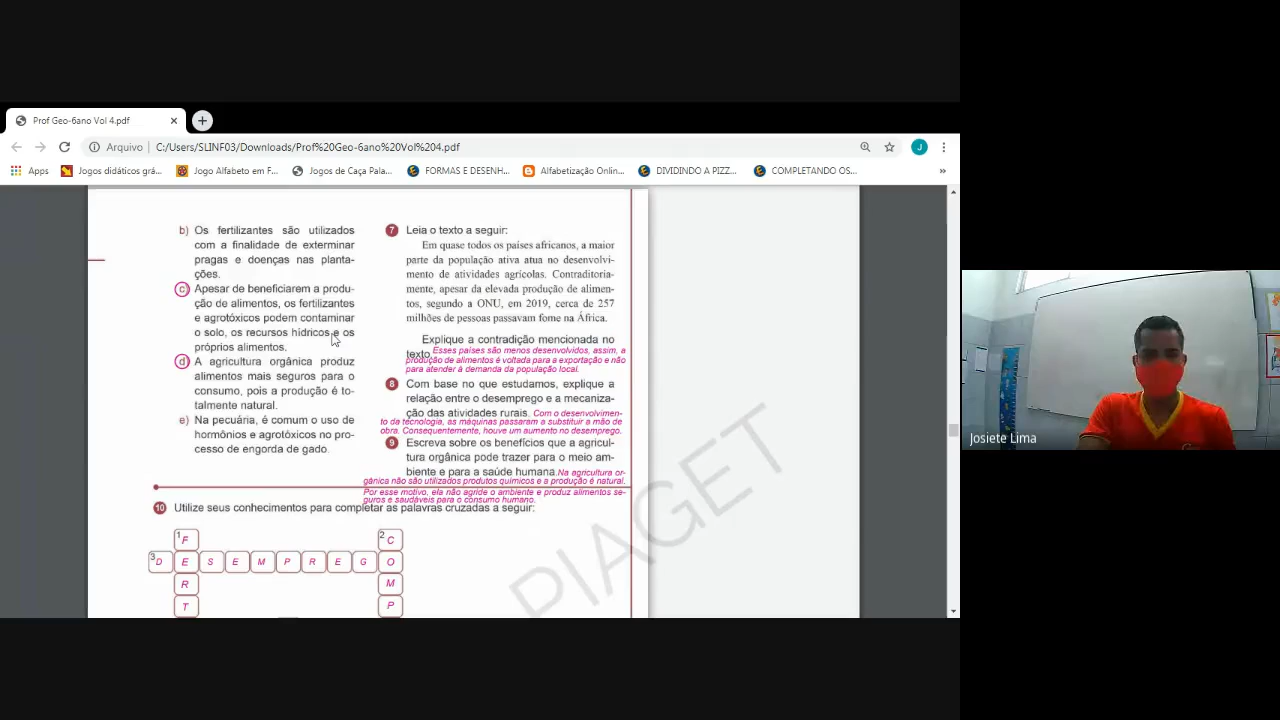 Prof Geo-6ano Vol 4.pdf
Arquivo
C:/Users/SLINF03/Downloads/Prof%20Geo-6ano%20Vol%204.pdf
J
Apps
Jogos didáticos grá...
Jogo Alfabeto em F...
Jogos de Caça Pala...
FORMAS E DESENH...
Alfabetização Onlin...
DIVIDINDO A PIZZ...
COMPLETANDO OS...
»
b) Os fertilizantes são utilizados
com a finalidade de exterminar
pragas e doenças nas planta-
ções.
c) Apesar de beneficiarem a produ-
ção de alimentos, os fertilizantes
e agrotóxicos podem contaminar
o solo, os recursos hídricos e os
próprios alimentos.
d) A agricultura orgânica produz
alimentos mais seguros para o
consumo, pois a produção é to-
talmente natural.
e) Na pecuária, é comum o uso de
hormônios e agrotóxicos no pro-
cesso de engorda de gado.
7 Leia o texto a seguir:
Em quase todos os países africanos, a maior
parte da população ativa atua no desenvolvi-
mento de atividades agrícolas. Contraditoria-
mente, apesar da elevada produção de alimen-
tos, segundo a ONU, em 2019, cerca de 257
milhões de pessoas passavam fome na África.
Explique a contradição mencionada no
texto. Esses países são menos desenvolvidos, assim, a
produção de alimentos é voltada para a exportação e não
para atender à demanda da população local.
8 Com base no que estudamos, explique a
relação entre o desemprego e a mecaniza-
ção das atividades rurais. Com o desenvolvimen-
to da tecnologia, as máquinas passaram a substituir a mão de
obra. Consequentemente, houve um aumento no desemprego.
9 Escreva sobre os benefícios que a agricul-
tura orgânica pode trazer para o meio am-
biente e para a saúde humana. Na agricultura or-
gânica não são utilizados produtos químicos e a produção é natural.
Por esse motivo, ela não agride o ambiente e produz alimentos se-
guros e saudáveis para o consumo humano.
10 Utilize seus conhecimentos para completar as palavras cruzadas a seguir:
1 F 2 C
3 D E S E M P R E G O
R M
T P
PIAGET
Josiete Lima